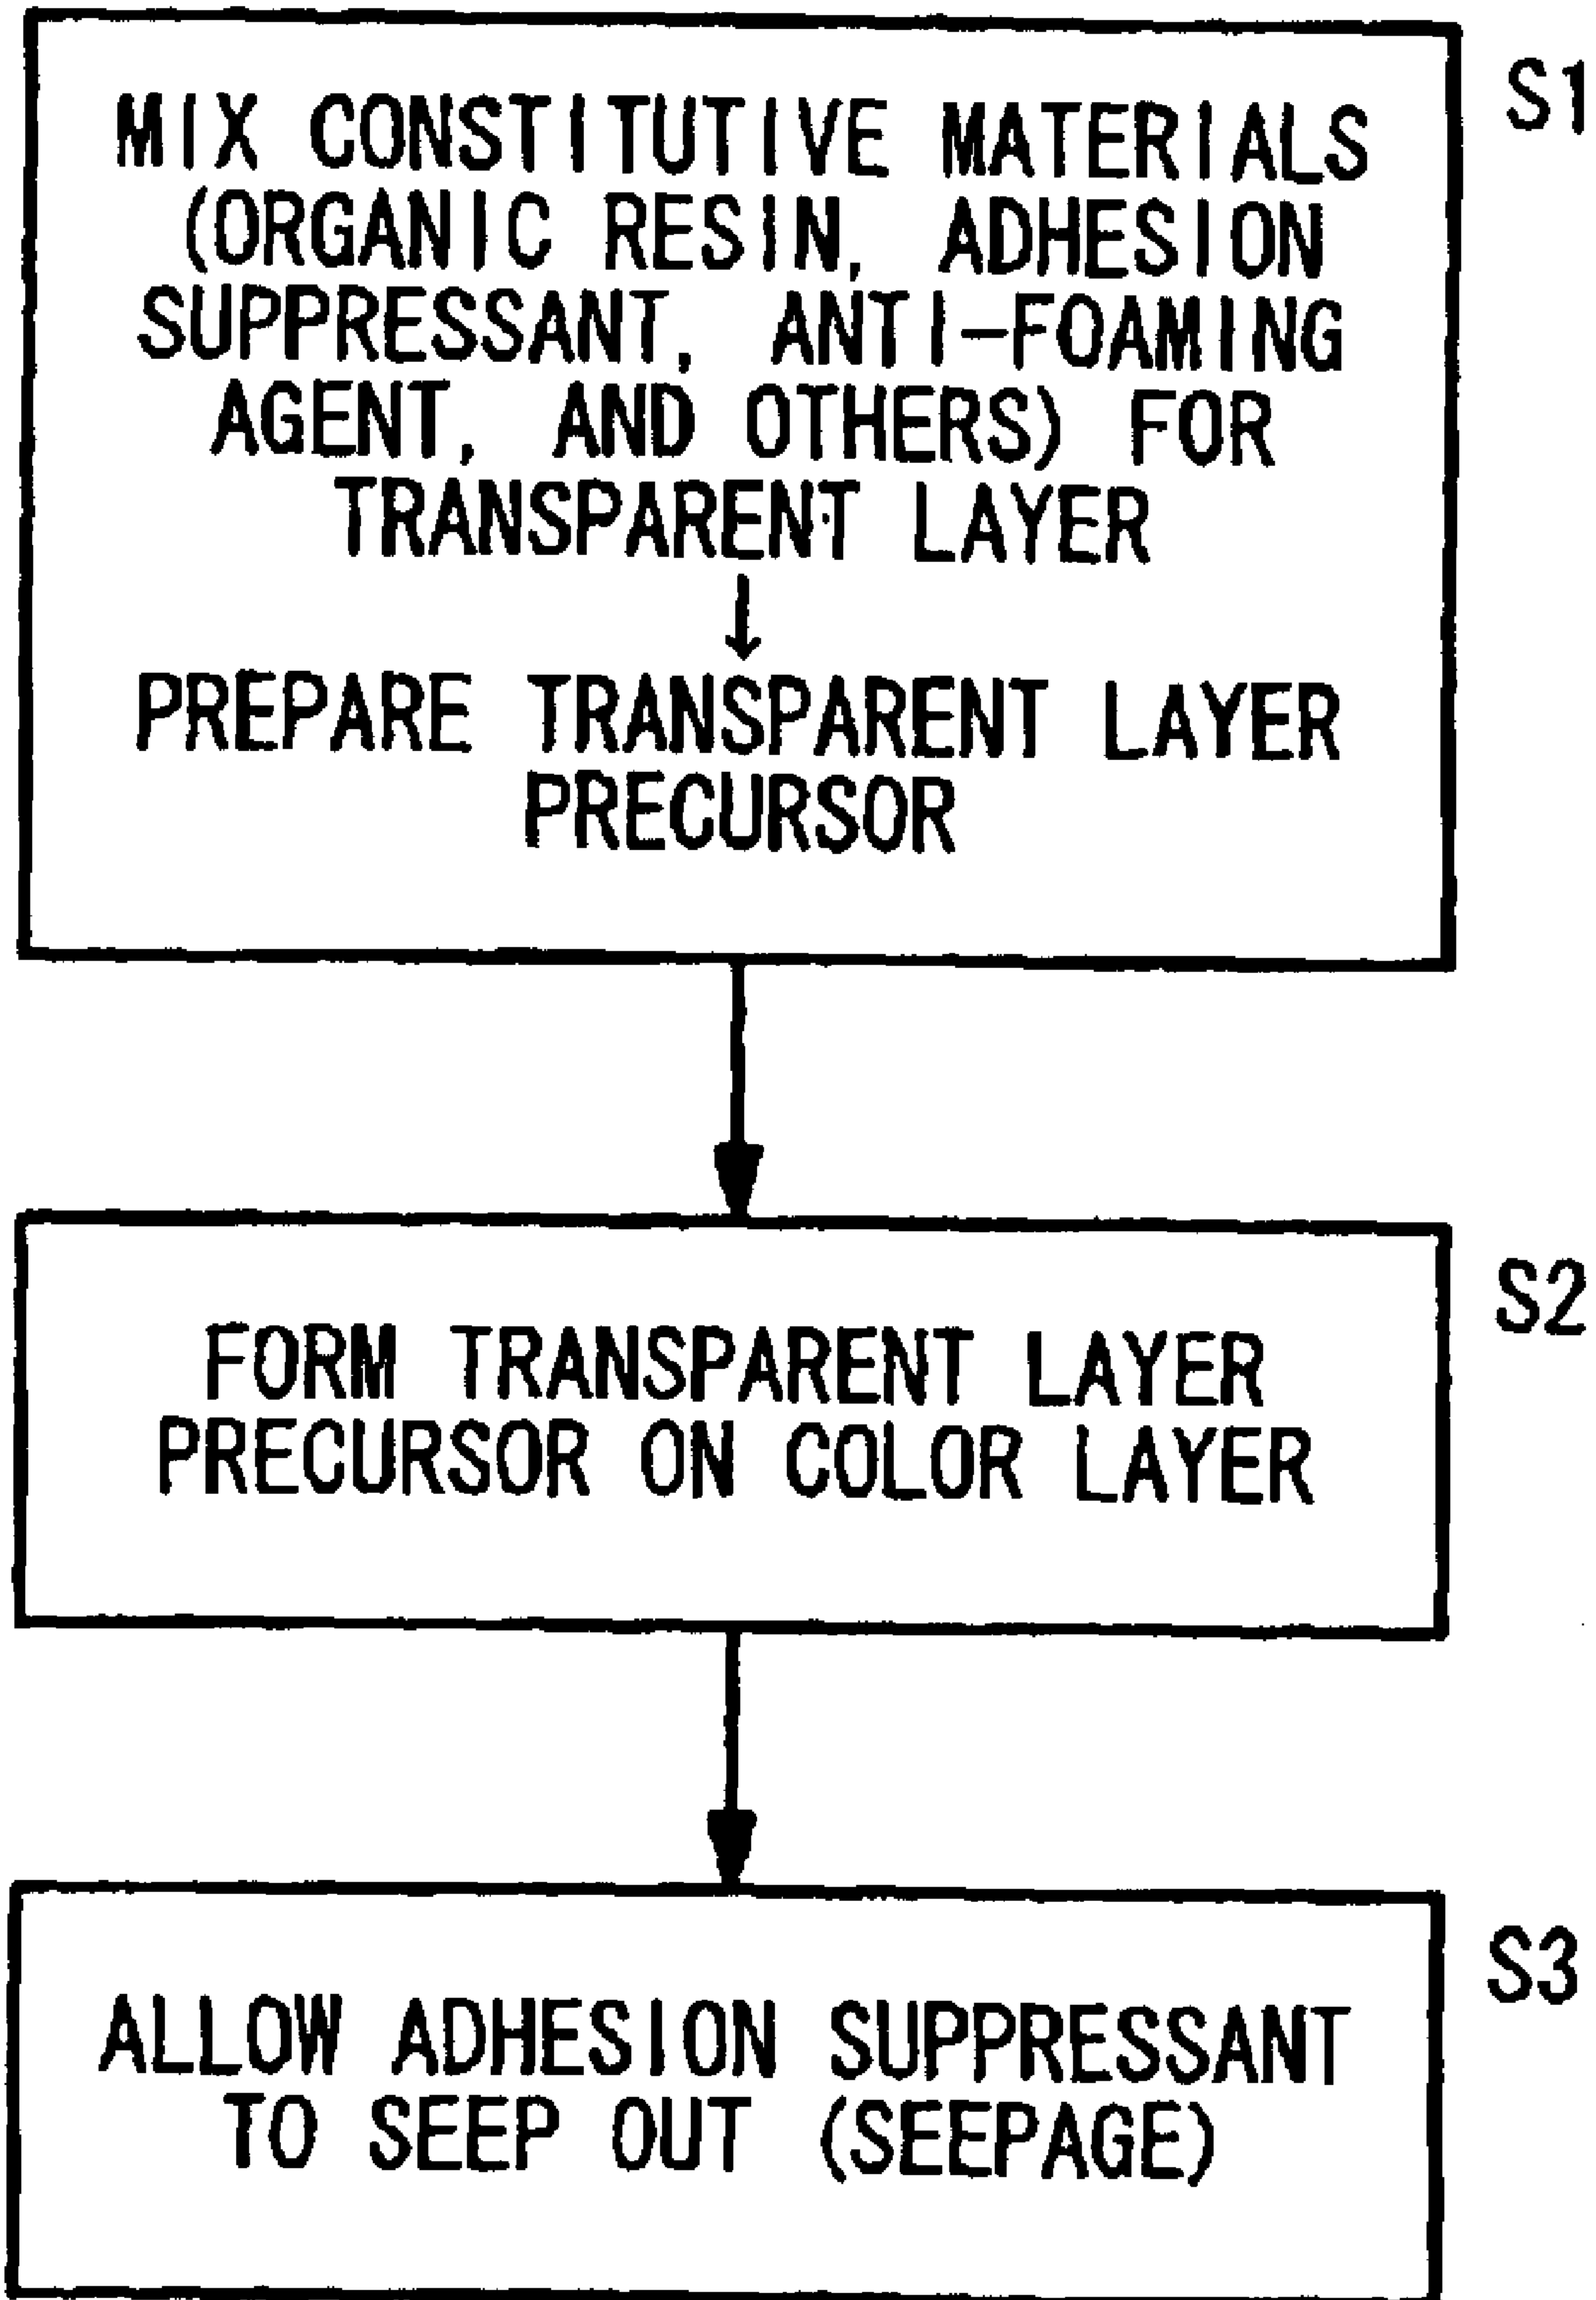 S1
MIX CONSTITUTIVE MATERIALS
(ORGANIC RESIN, ADHESION
SUPPRESSANT, ANTI-FOAMING
AGENT, AND OTHERS) FOR
TRANSPARENT LAYER
↓
PREPARE TRANSPARENT LAYER
PRECURSOR
S2
FORM TRANSPARENT LAYER
PRECURSOR ON COLOR LAYER
S3
ALLOW ADHESION SUPPRESSANT
TO SEEP OUT (SEEPAGE)